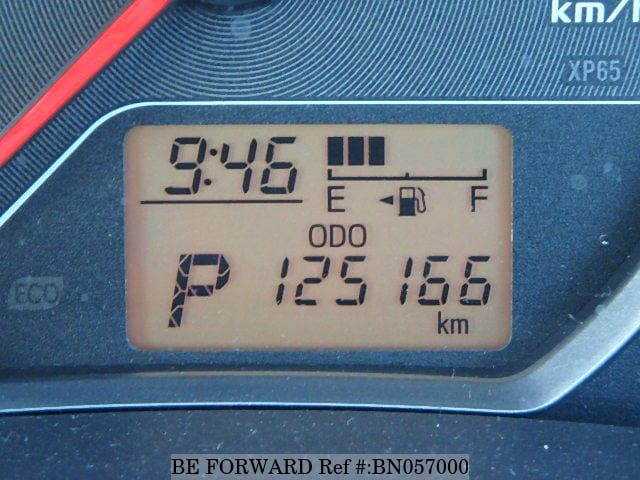 km/h
XP65
9:46
E F
ODO
P 125166
km
ECO
BE FORWARD Ref #:BN057000